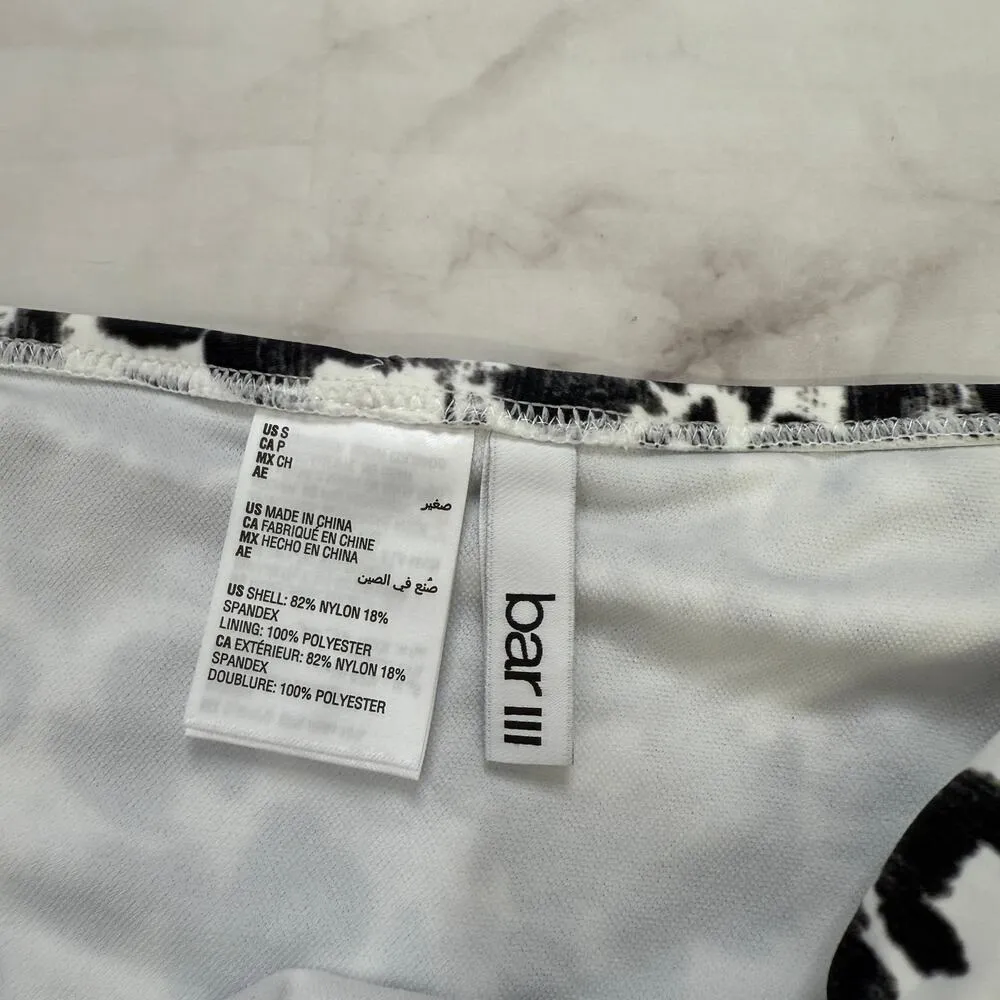 US S
CA P
MX CH
AE
صغير
US MADE IN CHINA
CA FABRIQUÉ EN CHINE
MX HECHO EN CHINA
AE
صُنع في الصين
US SHELL: 82% NYLON 18%
SPANDEX
LINING: 100% POLYESTER
CA EXTÉRIEUR: 82% NYLON 18%
SPANDEX
DOUBLURE: 100% POLYESTER
bar III